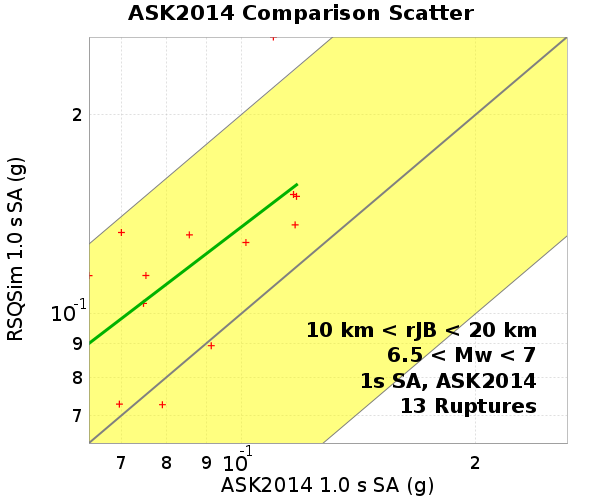 ASK2014 Comparison Scatter
RSQSim 1.0 s SA (g)
2
10-1
9
8
7
10 km < rJB < 20 km
6.5 < Mw < 7
1s SA, ASK2014
13 Ruptures
7 8 9 10-1 2
ASK2014 1.0 s SA (g)